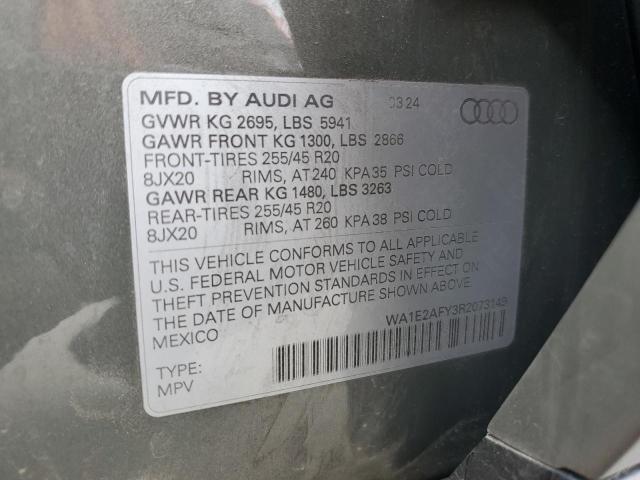 MFD. BY AUDI AG 03 24
GVWR KG 2695, LBS 5941
GAWR FRONT KG 1300, LBS 2866
FRONT-TIRES 255/45 R20
8JX20 RIMS, AT 240 KPA 35 PSI COLD
GAWR REAR KG 1480, LBS 3263
REAR-TIRES 255/45 R20
8JX20 RIMS, AT 260 KPA 38 PSI COLD
THIS VEHICLE CONFORMS TO ALL APPLICABLE
U.S. FEDERAL MOTOR VEHICLE SAFETY AND
THEFT PREVENTION STANDARDS IN EFFECT ON
THE DATE OF MANUFACTURE SHOWN ABOVE.
MEXICO
WA1E2AFY3R2073149
TYPE:
MPV